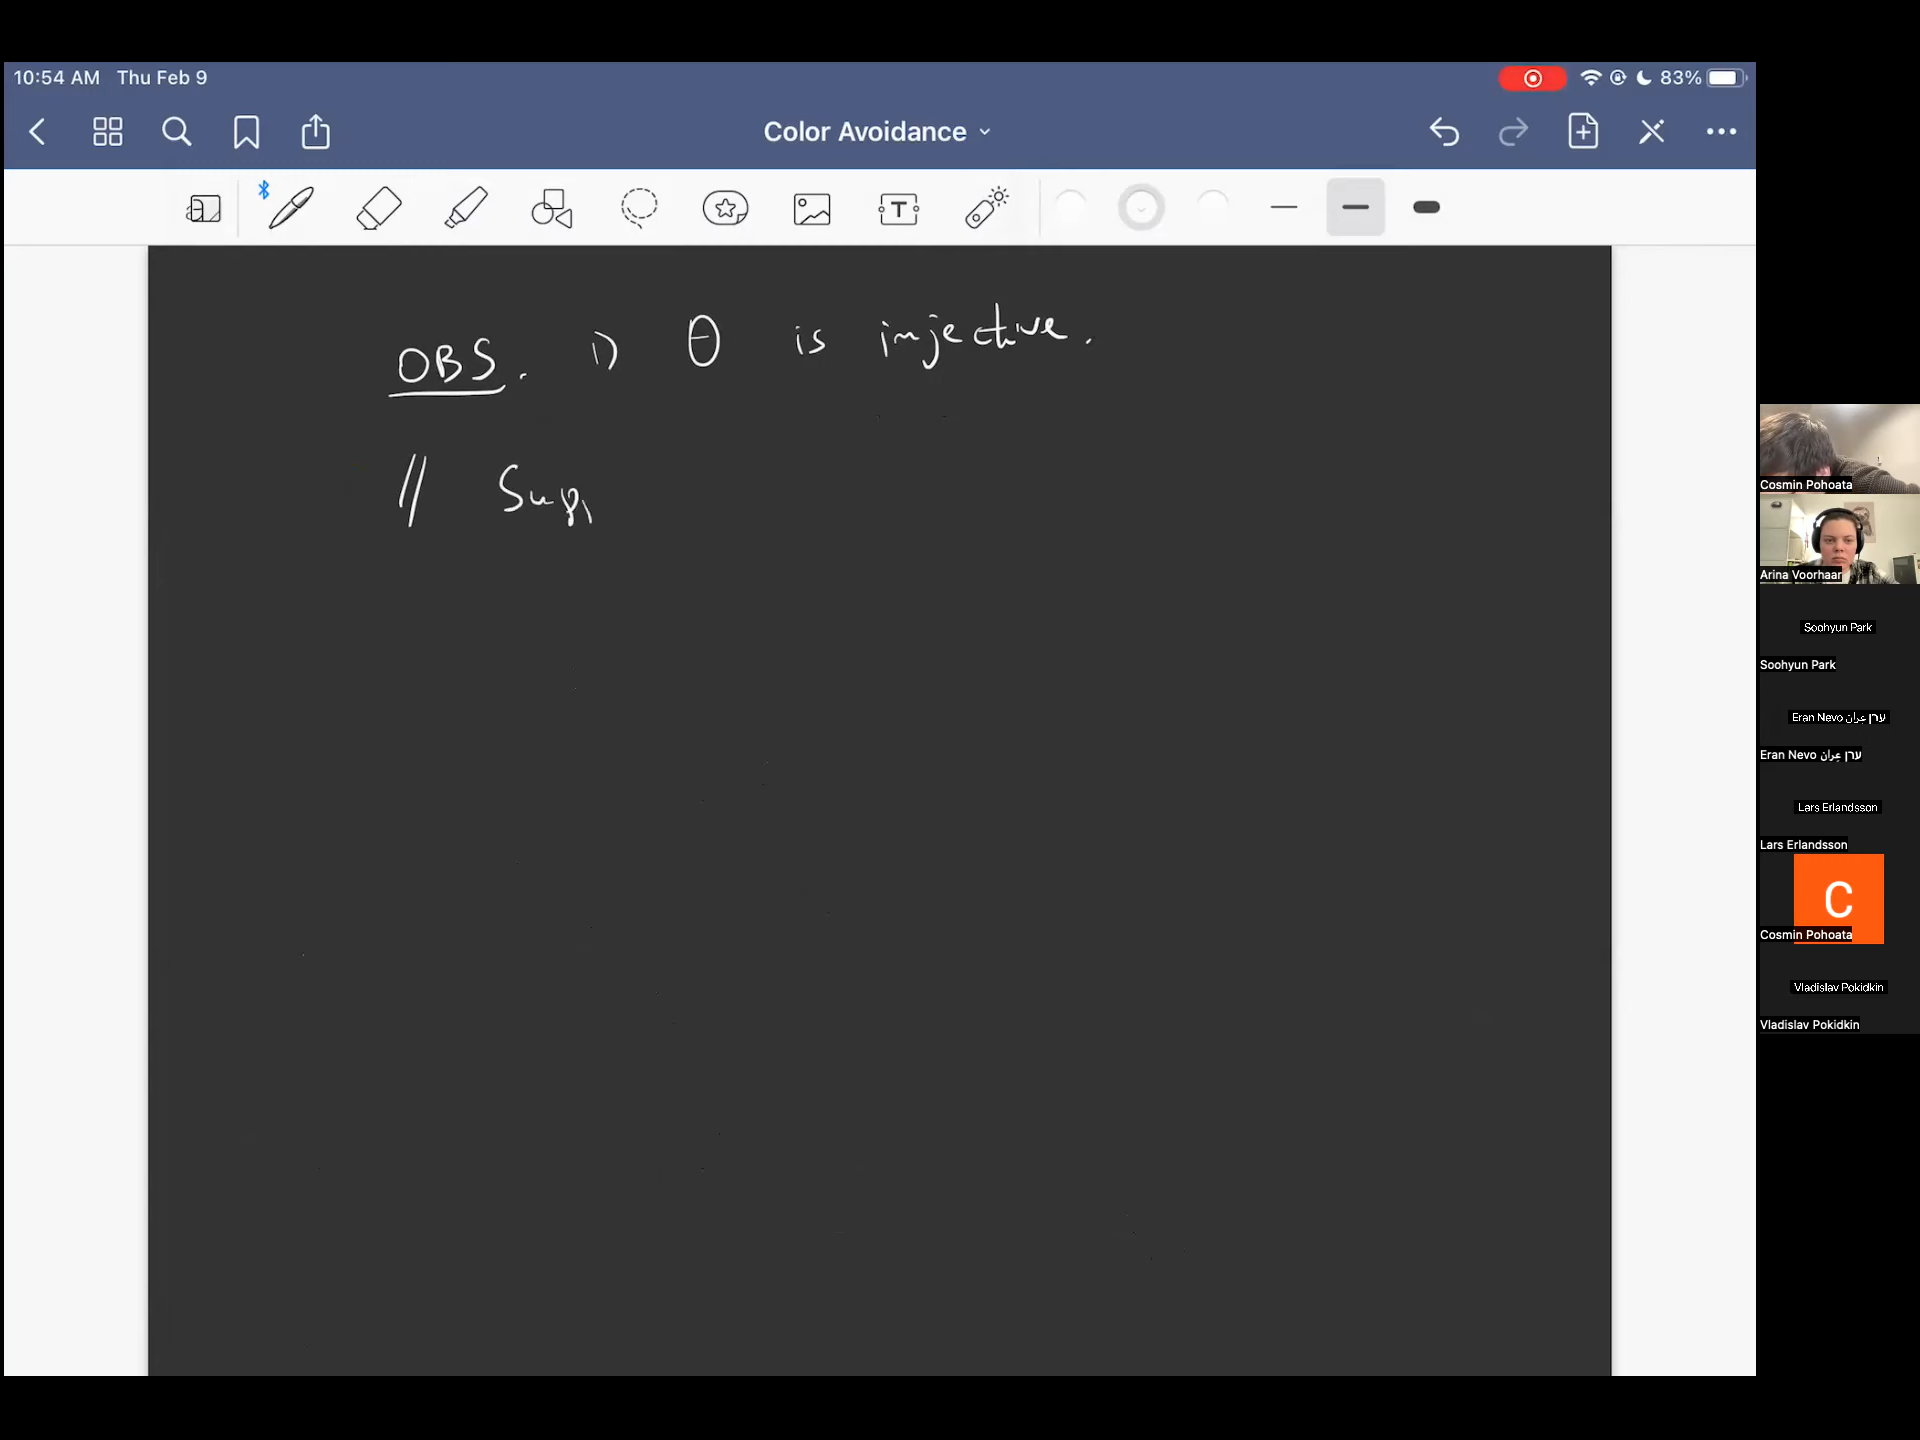 10:54 AM Thu Feb 9
83%
Color Avoidance
T
OBS. 1) θ is injective.
// Supp
Cosmin Pohoata
Arina Voorhaar
Soohyun Park
Soohyun Park
Eran Nevo ערן عران
Eran Nevo ערן عران
Lars Erlandsson
Lars Erlandsson
C
Cosmin Pohoata
Vladislav Pokidkin
Vladislav Pokidkin